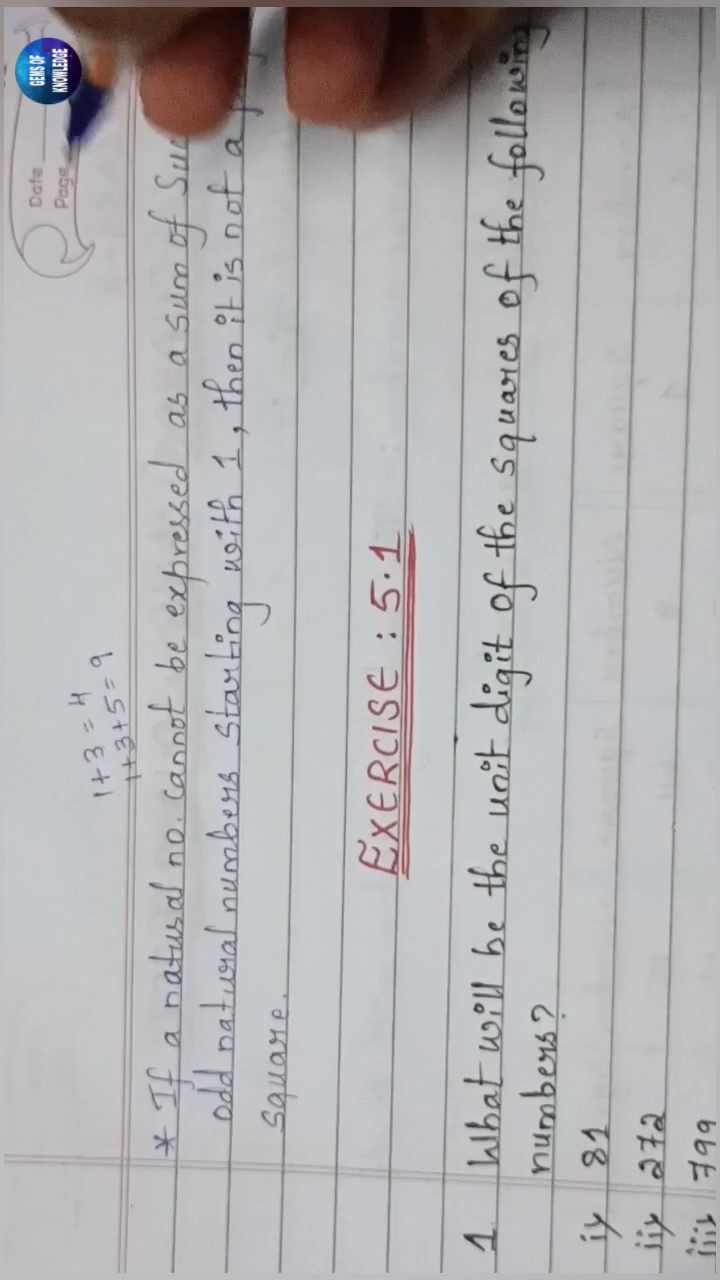 GEMS OF
KNOWLEDGE
Date
Page
1+3 = 4
1+3+5 = 9
* If a natural no. cannot be expressed as a sum of
odd natural numbers starting with 1, then it is not a
square.
EXERCISE : 5.1
1 What will be the unit digit of the squares of the following
numbers?
i) 81
ii) 272
iii) 799